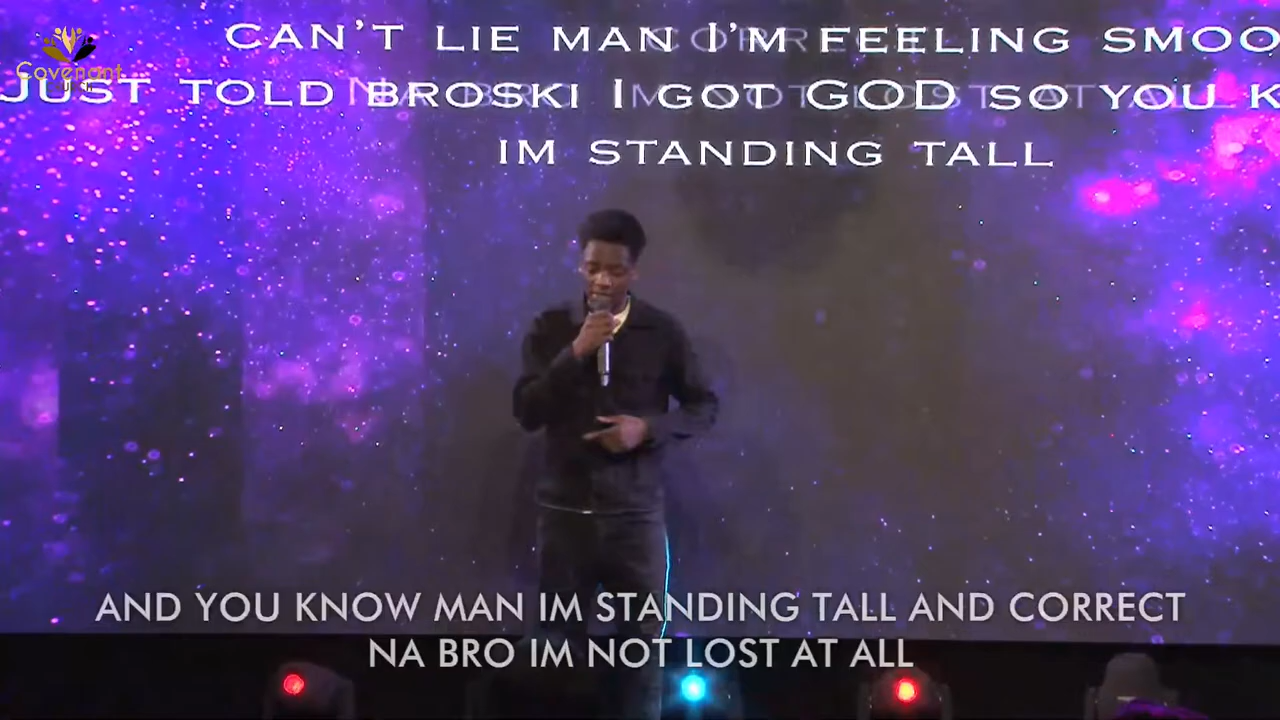 Covenant
CAN'T LIE MAN I'M FEELING SMOO
JUST TOLD BROSKI I GOT GOD SO YOU K
IM STANDING TALL
AND YOU KNOW MAN IM STANDING TALL AND CORRECT
NA BRO IM NOT LOST AT ALL